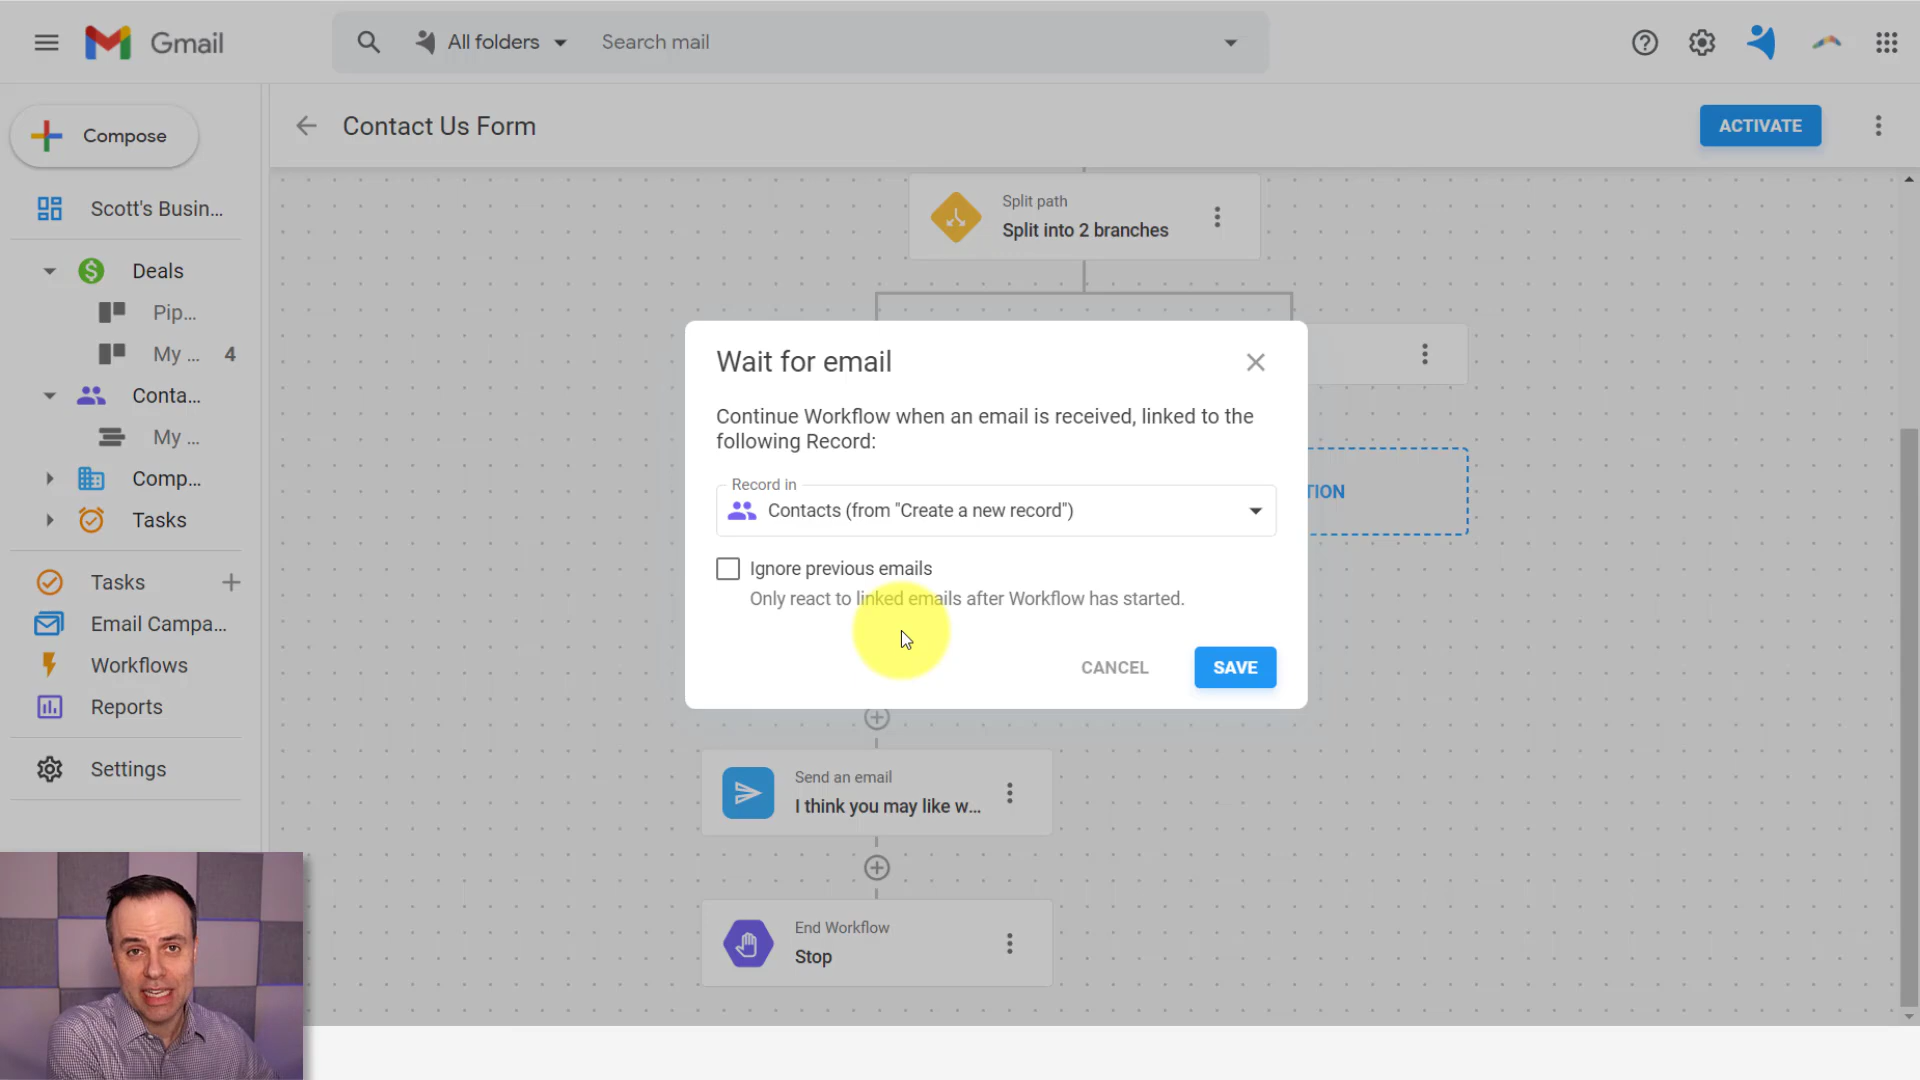 Gmail
All folders
Search mail
Compose
Contact Us Form
ACTIVATE
Scott's Busin...
Deals
Pip...
My ...
4
Conta...
My ...
Comp...
Tasks
Tasks
Email Campa...
Workflows
Reports
Settings
Split path
Split into 2 branches
Wait for email
Continue Workflow when an email is received, linked to the
following Record:
Record in
Contacts (from "Create a new record")
Ignore previous emails
Only react to linked emails after Workflow has started.
CANCEL
SAVE
TION
Send an email
I think you may like w...
End Workflow
Stop